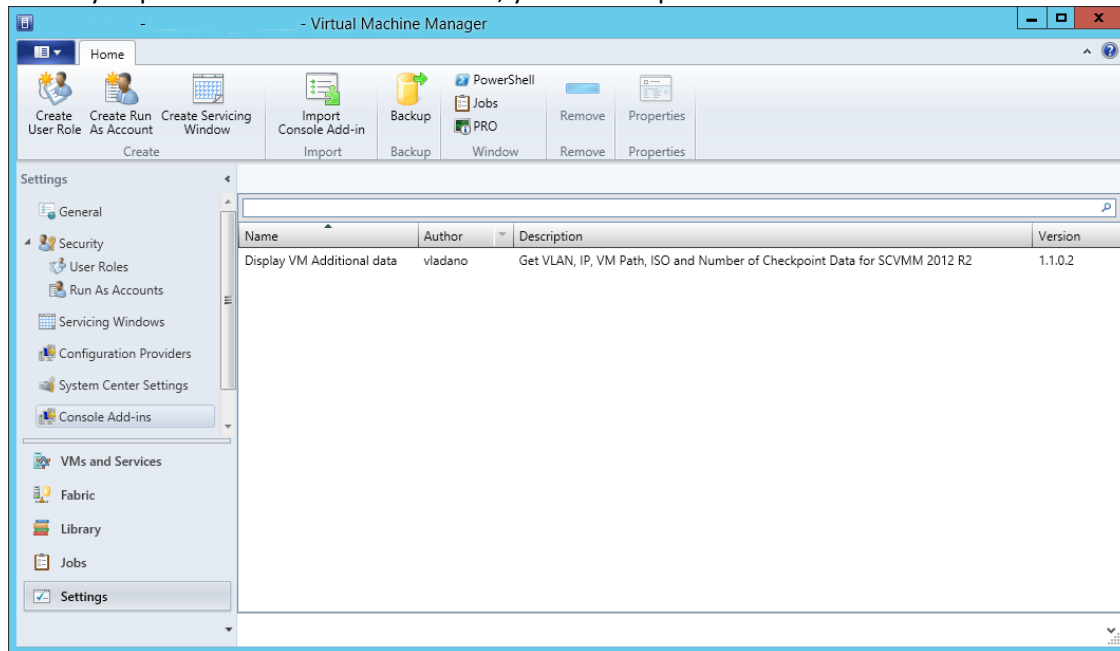 - - Virtual Machine Manager
Home
PowerShell
Jobs
PRO
Create User Role
Create Run As Account
Create Servicing Window
Import Console Add-in
Backup
Remove
Properties
Create
Import
Backup
Window
Remove
Properties
Settings
General
Security
User Roles
Run As Accounts
Servicing Windows
Configuration Providers
System Center Settings
Console Add-ins
VMs and Services
Fabric
Library
Jobs
Settings
Name Author Description Version
Display VM Additional data vladano Get VLAN, IP, VM Path, ISO and Number of Checkpoint Data for SCVMM 2012 R2 1.1.0.2